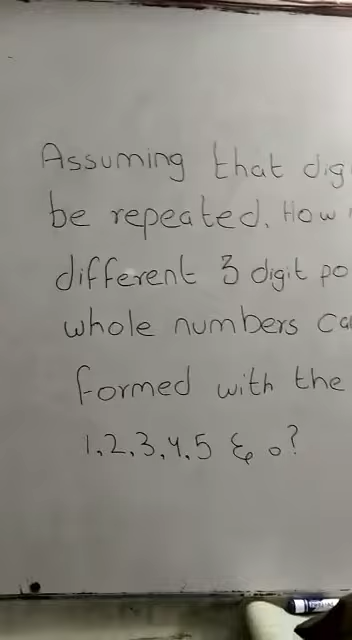 Assuming that dig
be repeated. How
different 3 digit po
whole numbers ca
formed with the
1,2,3,4,5 & 0?